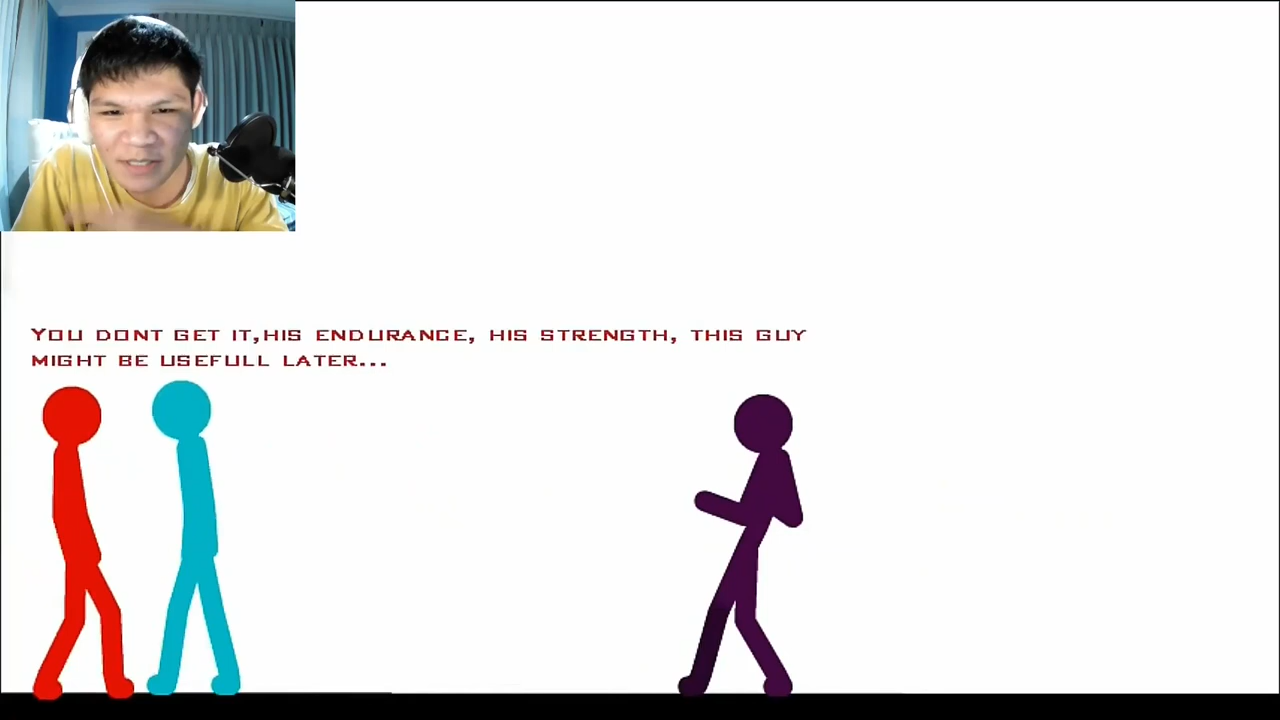 YOU DONT GET IT,HIS ENDURANCE, HIS STRENGTH, THIS GUY
MIGHT BE USEFULL LATER...